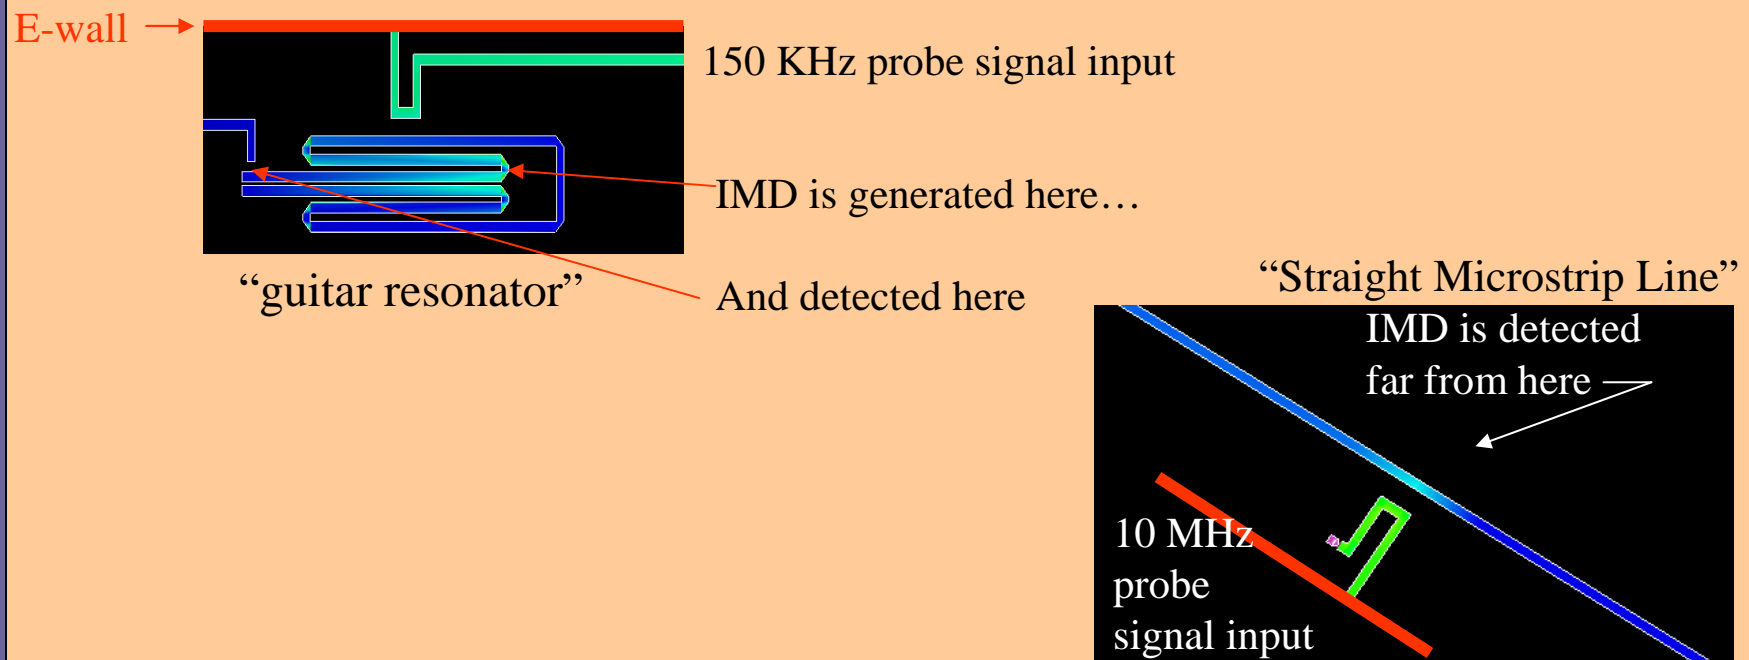 E-wall
150 KHz probe signal input
IMD is generated here…
“guitar resonator”
And detected here
“Straight Microstrip Line”
IMD is detected
far from here
10 MHz
probe
signal input